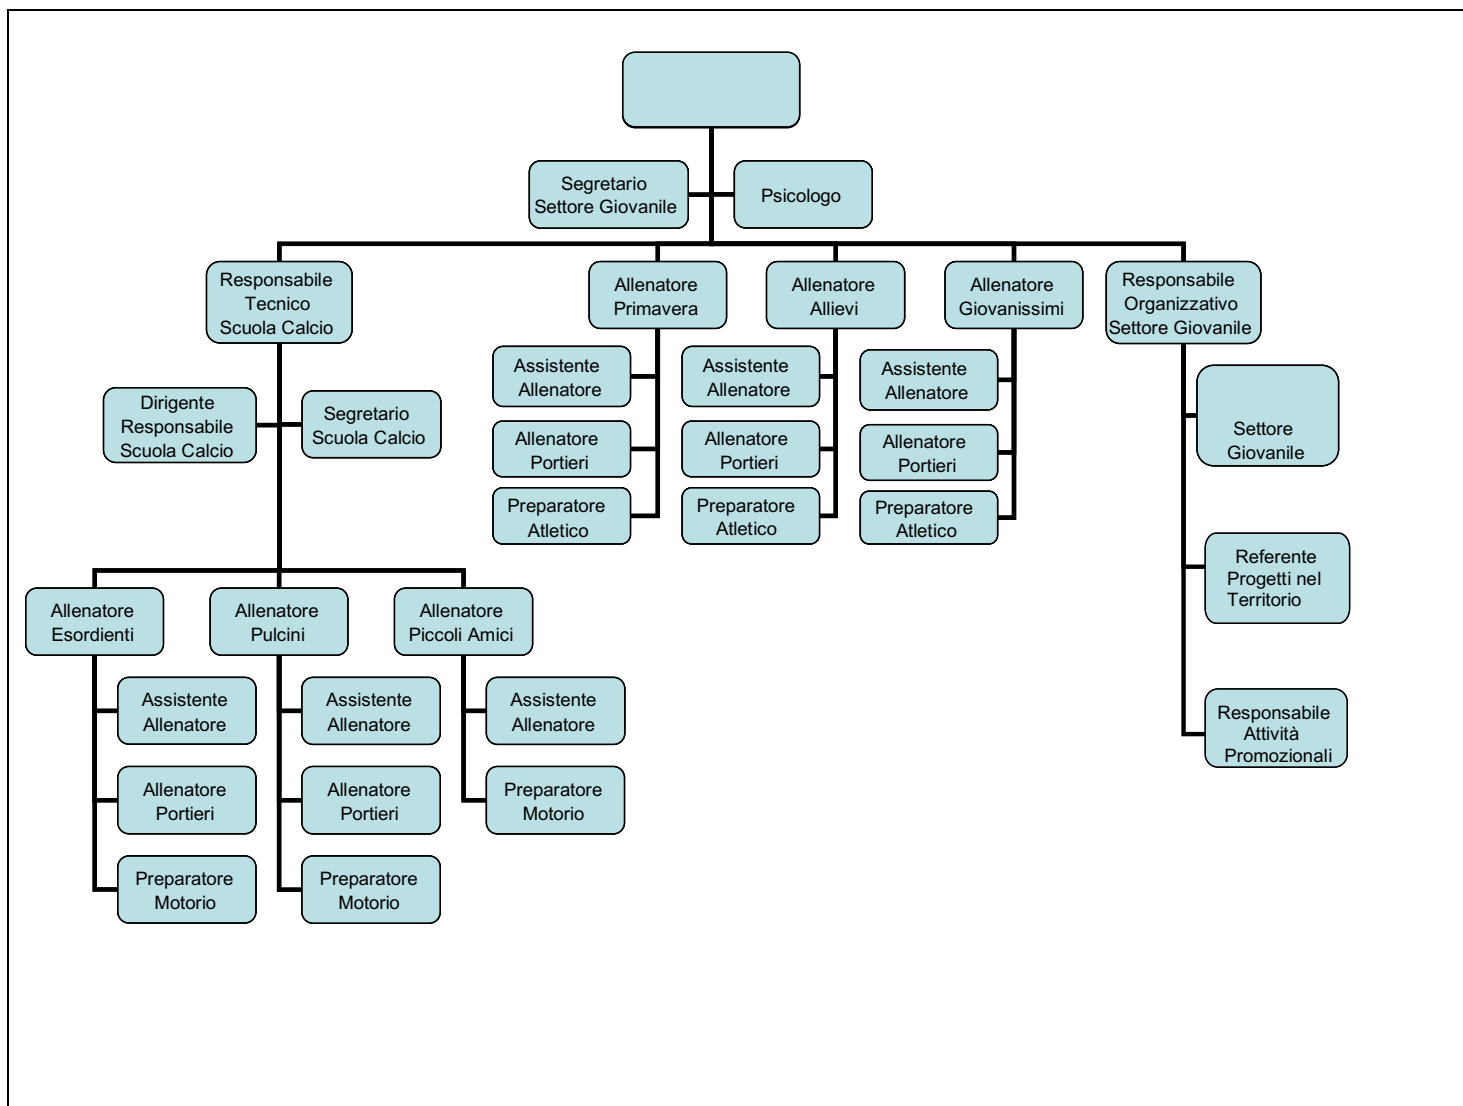 Segretario
Settore Giovanile
Psicologo
Responsabile
Tecnico
Scuola Calcio
Allenatore
Primavera
Allenatore
Allievi
Allenatore
Giovanissimi
Responsabile
Organizzativo
Settore Giovanile
Assistente
Allenatore
Allenatore
Portieri
Preparatore
Atletico
Assistente
Allenatore
Allenatore
Portieri
Preparatore
Atletico
Assistente
Allenatore
Allenatore
Portieri
Preparatore
Atletico
Settore
Giovanile
Referente
Progetti nel
Territorio
Responsabile
Attività
Promozionali
Dirigente
Responsabile
Scuola Calcio
Segretario
Scuola Calcio
Allenatore
Esordienti
Allenatore
Pulcini
Allenatore
Piccoli Amici
Assistente
Allenatore
Allenatore
Portieri
Preparatore
Motorio
Assistente
Allenatore
Allenatore
Portieri
Preparatore
Motorio
Assistente
Allenatore
Preparatore
Motorio